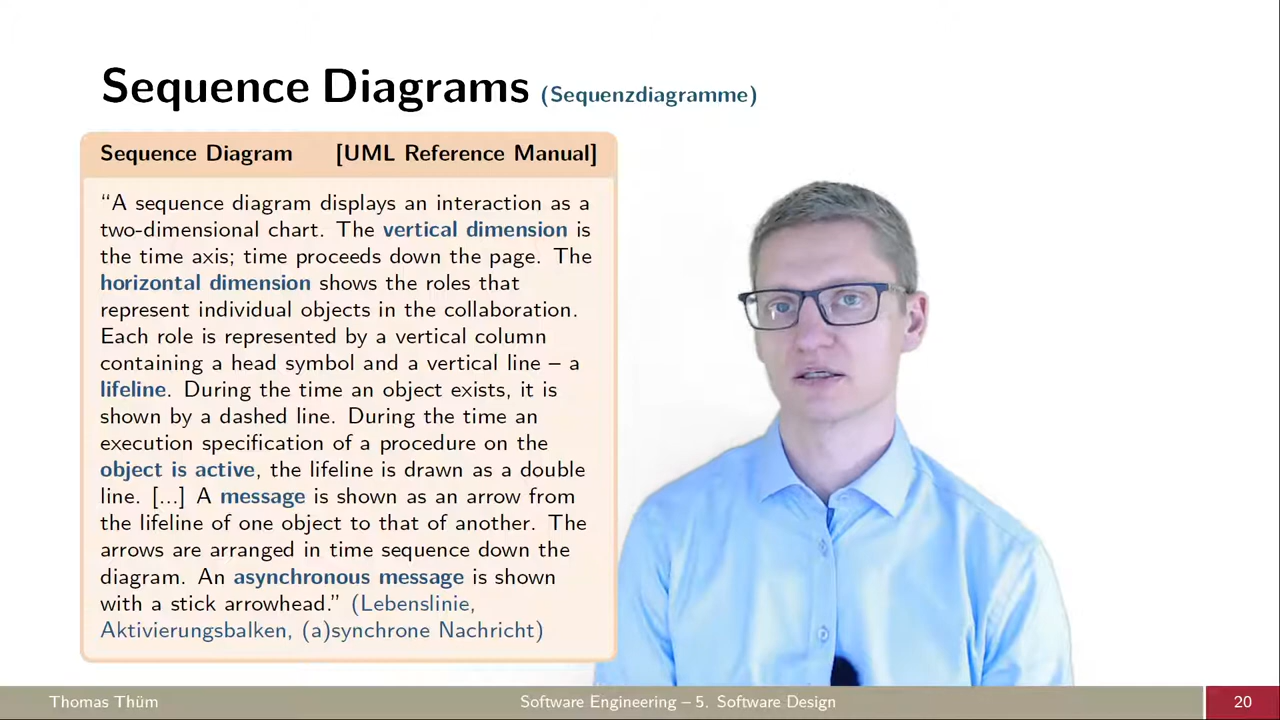 Sequence Diagrams (Sequenzdiagramme)
Sequence Diagram [UML Reference Manual]
“A sequence diagram displays an interaction as a
two-dimensional chart. The vertical dimension is
the time axis; time proceeds down the page. The
horizontal dimension shows the roles that
represent individual objects in the collaboration.
Each role is represented by a vertical column
containing a head symbol and a vertical line – a
lifeline. During the time an object exists, it is
shown by a dashed line. During the time an
execution specification of a procedure on the
object is active, the lifeline is drawn as a double
line. [...] A message is shown as an arrow from
the lifeline of one object to that of another. The
arrows are arranged in time sequence down the
diagram. An asynchronous message is shown
with a stick arrowhead.” (Lebenslinie,
Aktivierungsbalken, (a)synchrone Nachricht)
Thomas Thüm Software Engineering – 5. Software Design 20